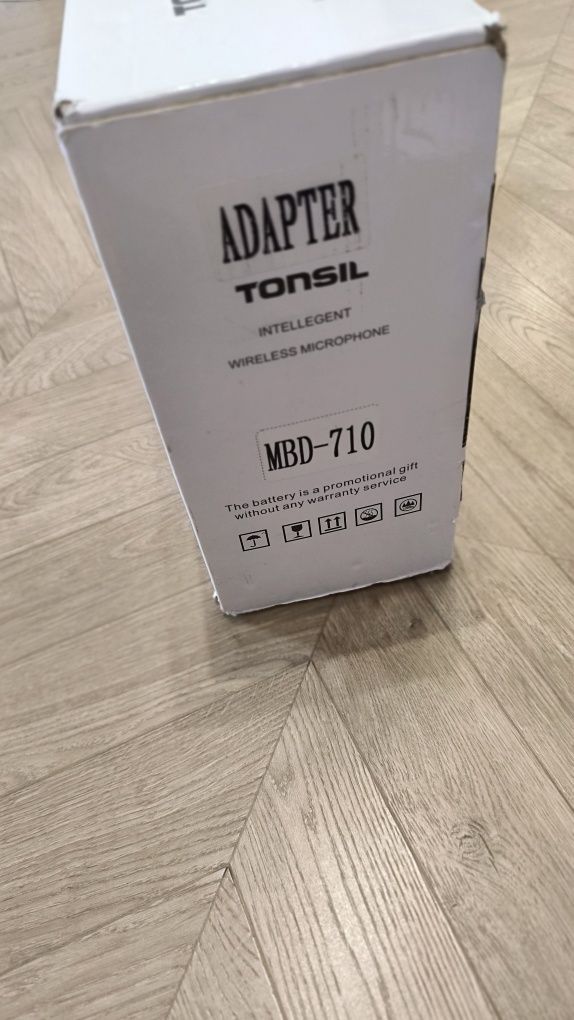 ADAPTER
TONSIL
INTELLEGENT
WIRELESS MICROPHONE
MBD-710
The battery is a promotional gift
without any warranty service